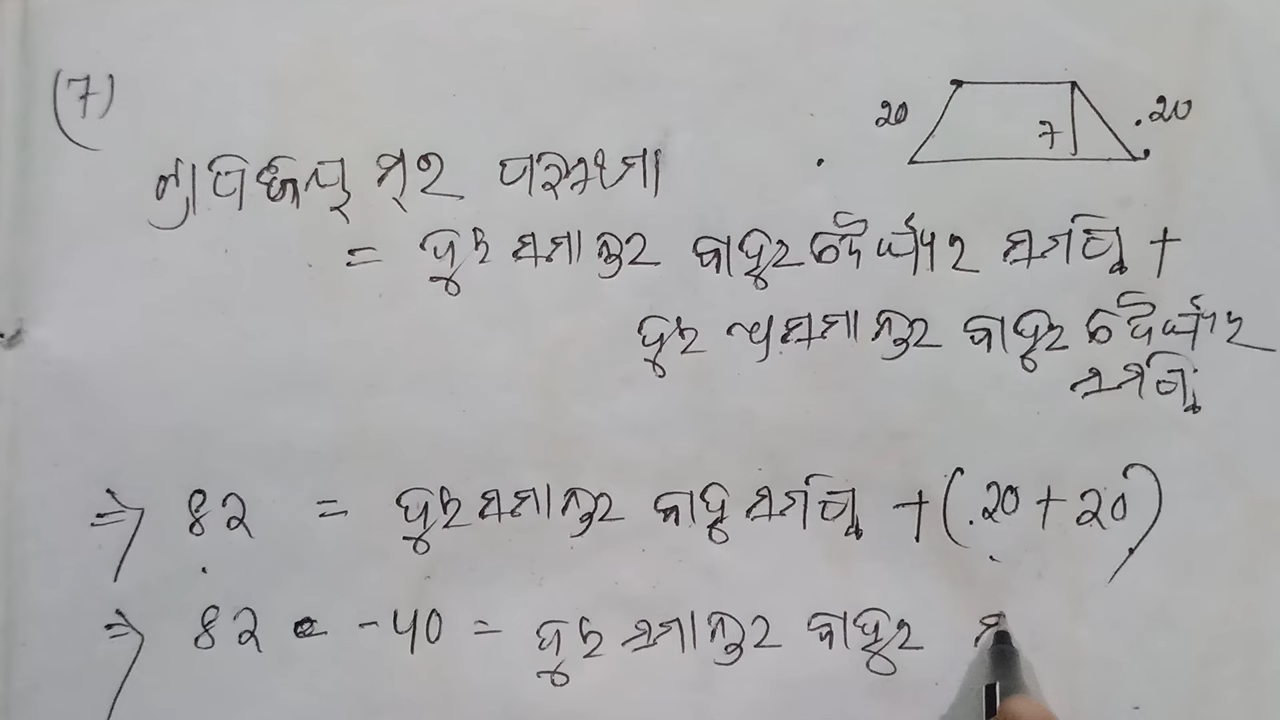 (7)
20 7 20
ଟ୍ରାପିଜିୟମ୍ ର ପରିସୀମା
= ଦୁଇ ସମାନ୍ତର ବାହୁର ଦୈର୍ଘ୍ୟର ସମଷ୍ଟି +
ଦୁଇ ଅସମାନ୍ତର ବାହୁର ଦୈର୍ଘ୍ୟର
ସମଷ୍ଟି
⇒ 82 = ଦୁଇ ସମାନ୍ତର ବାହୁ ସମଷ୍ଟି + (20 + 20)
⇒ 82 - 40 = ଦୁଇ ସମାନ୍ତର ବାହୁର ସ